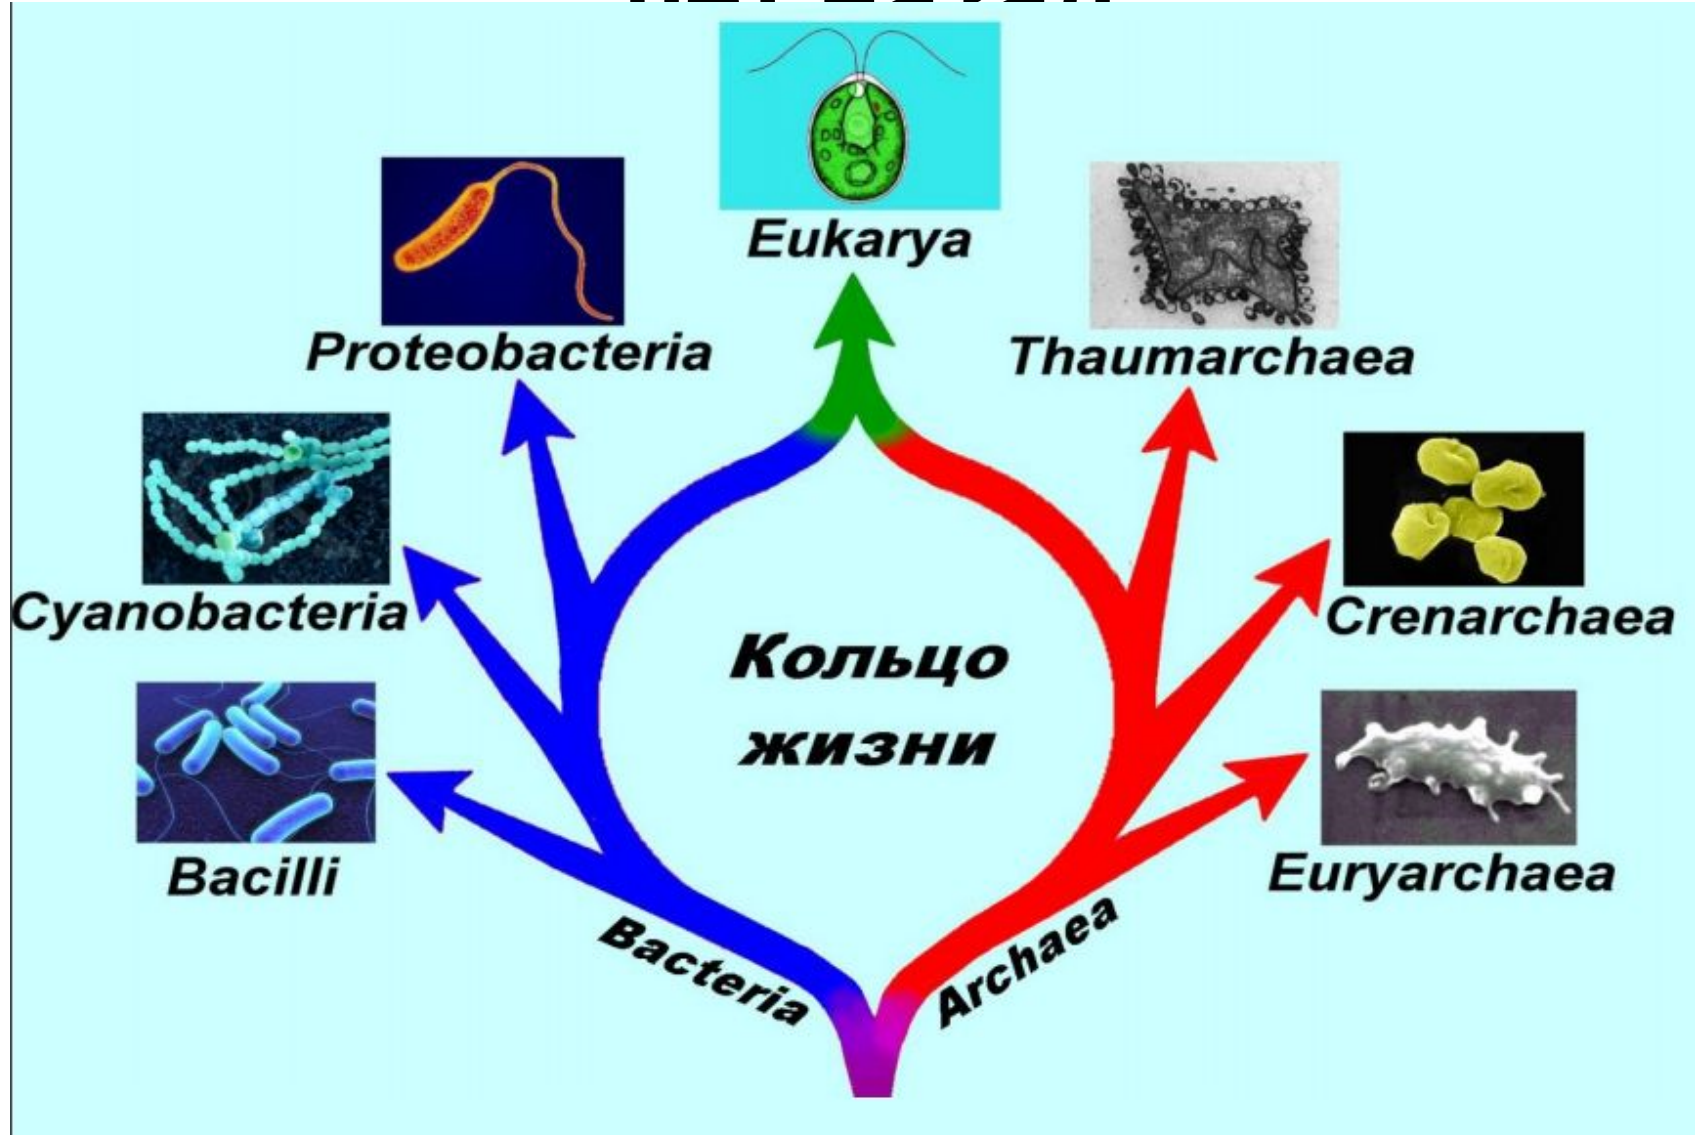 Eukarya
Proteobacteria
Thaumarchaea
Cyanobacteria
Crenarchaea
Кольцо
жизни
Bacilli
Euryarchaea
Bacteria
Archaea